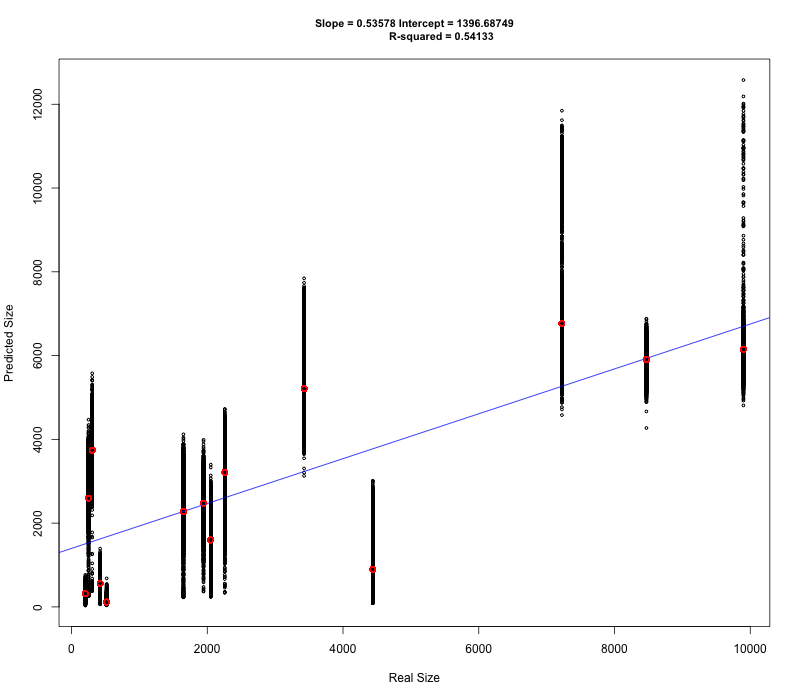 Slope = 0.53578 Intercept = 1396.68749
R-squared = 0.54133
12000
10000
8000
6000
4000
2000
0
Predicted Size
0 2000 4000 6000 8000 10000
Real Size